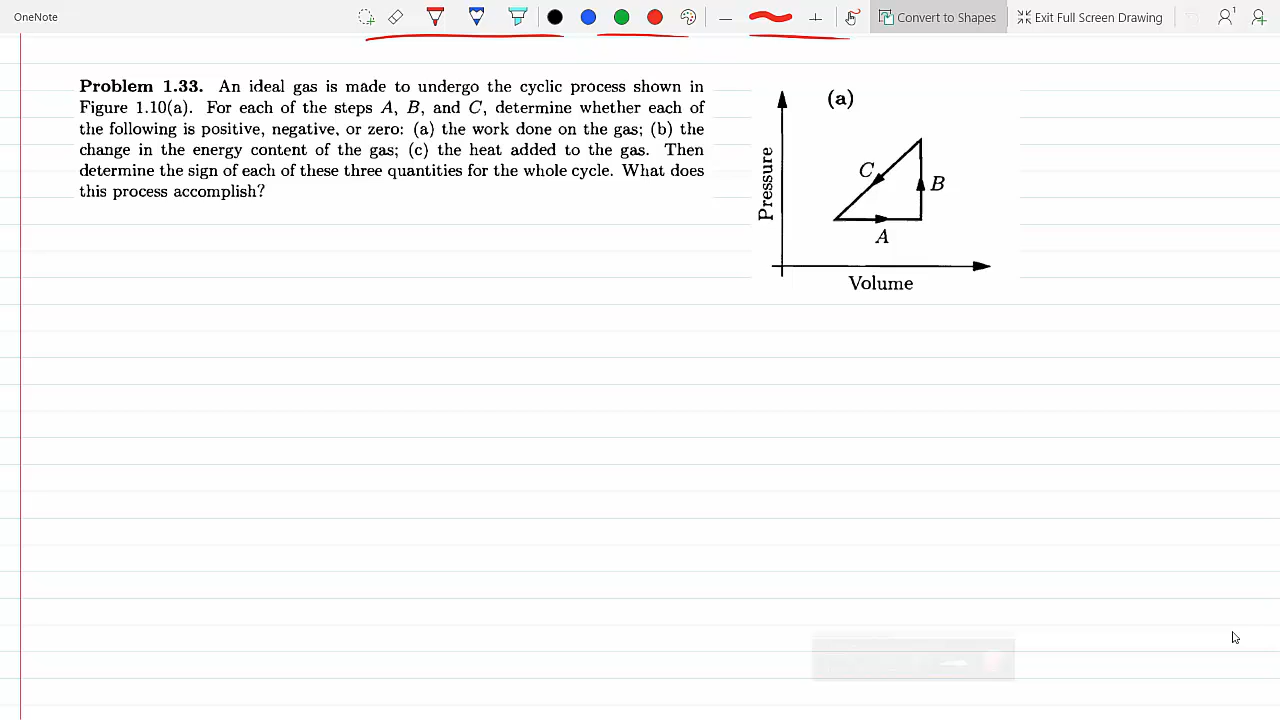 OneNote
Convert to Shapes
Exit Full Screen Drawing
Problem 1.33. An ideal gas is made to undergo the cyclic process shown in
Figure 1.10(a). For each of the steps A, B, and C, determine whether each of
the following is positive, negative, or zero: (a) the work done on the gas; (b) the
change in the energy content of the gas; (c) the heat added to the gas. Then
determine the sign of each of these three quantities for the whole cycle. What does
this process accomplish?
(a)
Pressure
C
B
A
Volume